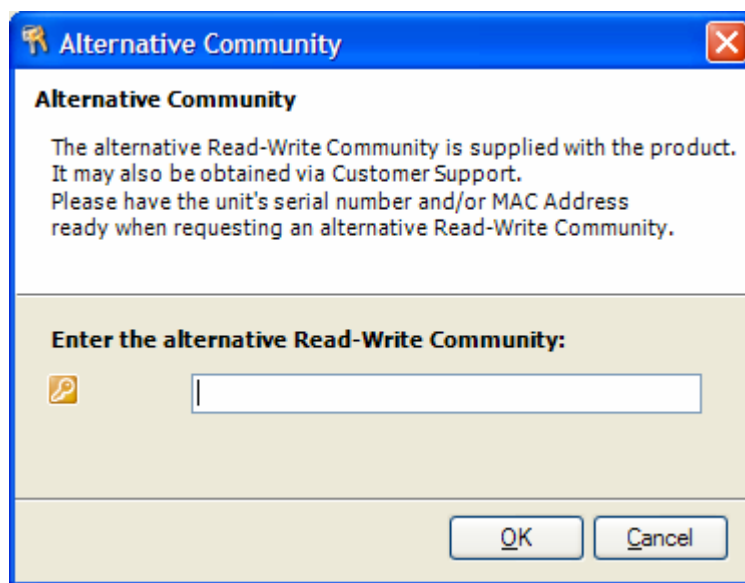 Alternative Community
Alternative Community
The alternative Read-Write Community is supplied with the product.
It may also be obtained via Customer Support.
Please have the unit's serial number and/or MAC Address
ready when requesting an alternative Read-Write Community.
Enter the alternative Read-Write Community:
OK Cancel